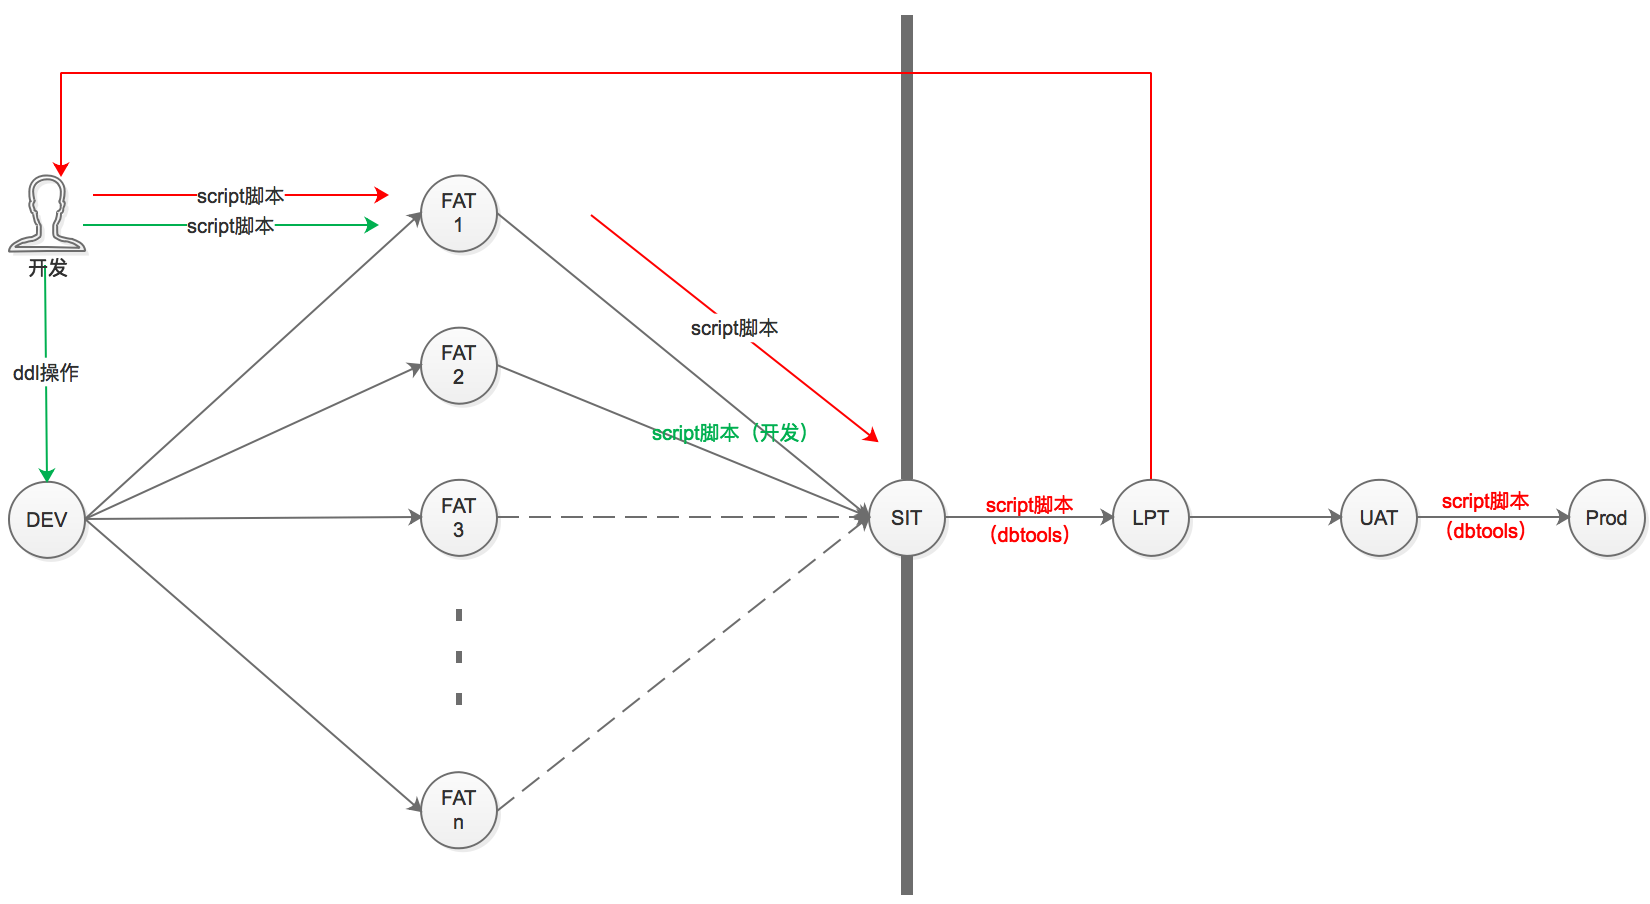 script脚本
script脚本
开发
ddl操作
DEV
FAT
1
FAT
2
FAT
3
FAT
n
script脚本
script脚本（开发）
SIT
script脚本
（dbtools）
LPT
UAT
script脚本
（dbtools）
Prod